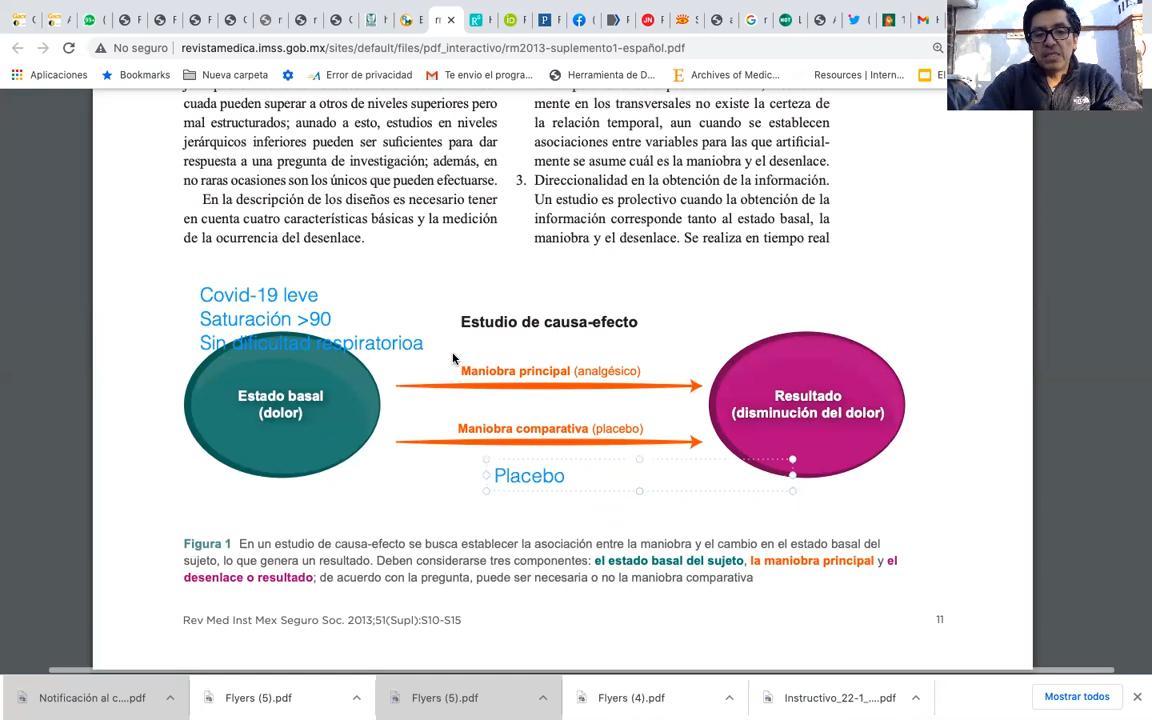 No seguro
revistamedica.imss.gob.mx/sites/default/files/pdf_interactivo/rm2013-suplemento1-español.pdf
Aplicaciones
Bookmarks
Nueva carpeta
Error de privacidad
Te envio el progra...
Herramienta de D...
Archives of Medic...
Resources | Intern...
El
cuada pueden superar a otros de niveles superiores pero
mal estructurados; aunado a esto, estudios en niveles
jerárquicos inferiores pueden ser suficientes para dar
respuesta a una pregunta de investigación; además, en
no raras ocasiones son los únicos que pueden efectuarse.
En la descripción de los diseños es necesario tener
en cuenta cuatro características básicas y la medición
de la ocurrencia del desenlace.
mente en los transversales no existe la certeza de
la relación temporal, aun cuando se establecen
asociaciones entre variables para las que artificial-
mente se asume cuál es la maniobra y el desenlace.
3. Direccionalidad en la obtención de la información.
Un estudio es prolectivo cuando la obtención de la
información corresponde tanto al estado basal, la
maniobra y el desenlace. Se realiza en tiempo real
Covid-19 leve
Saturación >90
Sin dificultad respiratorioa
Estudio de causa-efecto
Maniobra principal (analgésico)
Estado basal
(dolor)
Resultado
(disminución del dolor)
Maniobra comparativa (placebo)
Placebo
Figura 1 En un estudio de causa-efecto se busca establecer la asociación entre la maniobra y el cambio en el estado basal del
sujeto, lo que genera un resultado. Deben considerarse tres componentes: el estado basal del sujeto, la maniobra principal y el
desenlace o resultado; de acuerdo con la pregunta, puede ser necesaria o no la maniobra comparativa
Rev Med Inst Mex Seguro Soc. 2013;51(Supl):S10-S15
11
Notificación al c....pdf
Flyers (5).pdf
Flyers (5).pdf
Flyers (4).pdf
Instructivo_22-1_....pdf
Mostrar todos